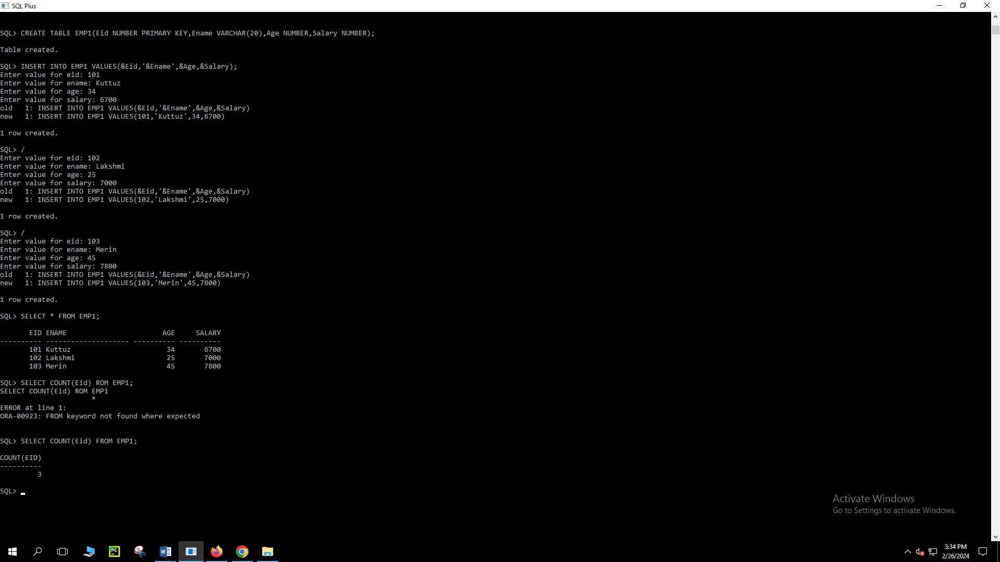 SQL Plus
SQL> CREATE TABLE EMP1(Eid NUMBER PRIMARY KEY,Ename VARCHAR(20),Age NUMBER,Salary NUMBER);
Table created.
SQL> INSERT INTO EMP1 VALUES(&Eid,'&Ename',&Age,&Salary);
Enter value for eid: 101
Enter value for ename: Kuttuz
Enter value for age: 34
Enter value for salary: 6700
old   1: INSERT INTO EMP1 VALUES(&Eid,'&Ename',&Age,&Salary)
new   1: INSERT INTO EMP1 VALUES(101,'Kuttuz',34,6700)
1 row created.
SQL> /
Enter value for eid: 102
Enter value for ename: Lakshmi
Enter value for age: 25
Enter value for salary: 7000
old   1: INSERT INTO EMP1 VALUES(&Eid,'&Ename',&Age,&Salary)
new   1: INSERT INTO EMP1 VALUES(102,'Lakshmi',25,7000)
1 row created.
SQL> /
Enter value for eid: 103
Enter value for ename: Merin
Enter value for age: 45
Enter value for salary: 7800
old   1: INSERT INTO EMP1 VALUES(&Eid,'&Ename',&Age,&Salary)
new   1: INSERT INTO EMP1 VALUES(103,'Merin',45,7800)
1 row created.
SQL> SELECT * FROM EMP1;
       EID ENAME                       AGE     SALARY
---------- -------------------- ---------- ----------
       101 Kuttuz                       34       6700
       102 Lakshmi                      25       7000
       103 Merin                        45       7800
SQL> SELECT COUNT(Eid) ROM EMP1;
SELECT COUNT(Eid) ROM EMP1
                      *
ERROR at line 1:
ORA-00923: FROM keyword not found where expected
SQL> SELECT COUNT(Eid) FROM EMP1;
COUNT(EID)
----------
         3
SQL> _
Activate Windows
Go to Settings to activate Windows.
PC
W
3:34 PM
2/26/2024